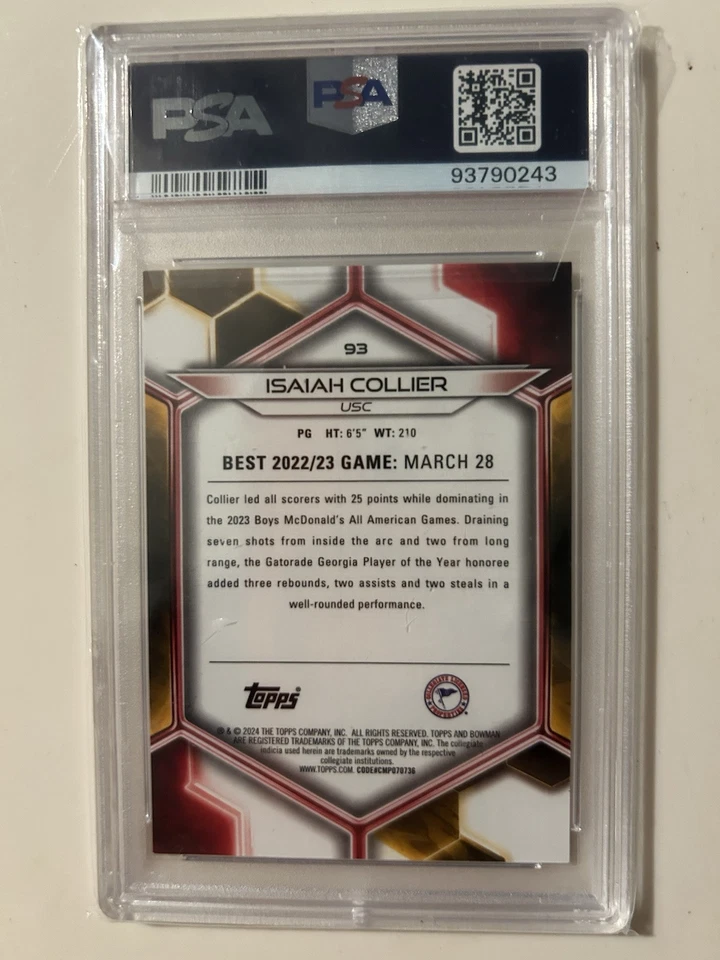 PSA PSA
93790243
93
ISAIAH COLLIER
USC
PG HT: 6'5" WT: 210
BEST 2022/23 GAME: MARCH 28
Collier led all scorers with 25 points while dominating in
the 2023 Boys McDonald's All American Games. Draining
seven shots from inside the arc and two from long
range, the Gatorade Georgia Player of the Year honoree
added three rebounds, two assists and two steals in a
well-rounded performance.
Topps
® & © 2024 THE TOPPS COMPANY, INC. ALL RIGHTS RESERVED. TOPPS AND BOWMAN
ARE REGISTERED TRADEMARKS OF THE TOPPS COMPANY, INC. The collegiate
indicia used herein are trademarks owned by the respective
collegiate institutions.
WWW.TOPPS.COM CODE#CMP070736